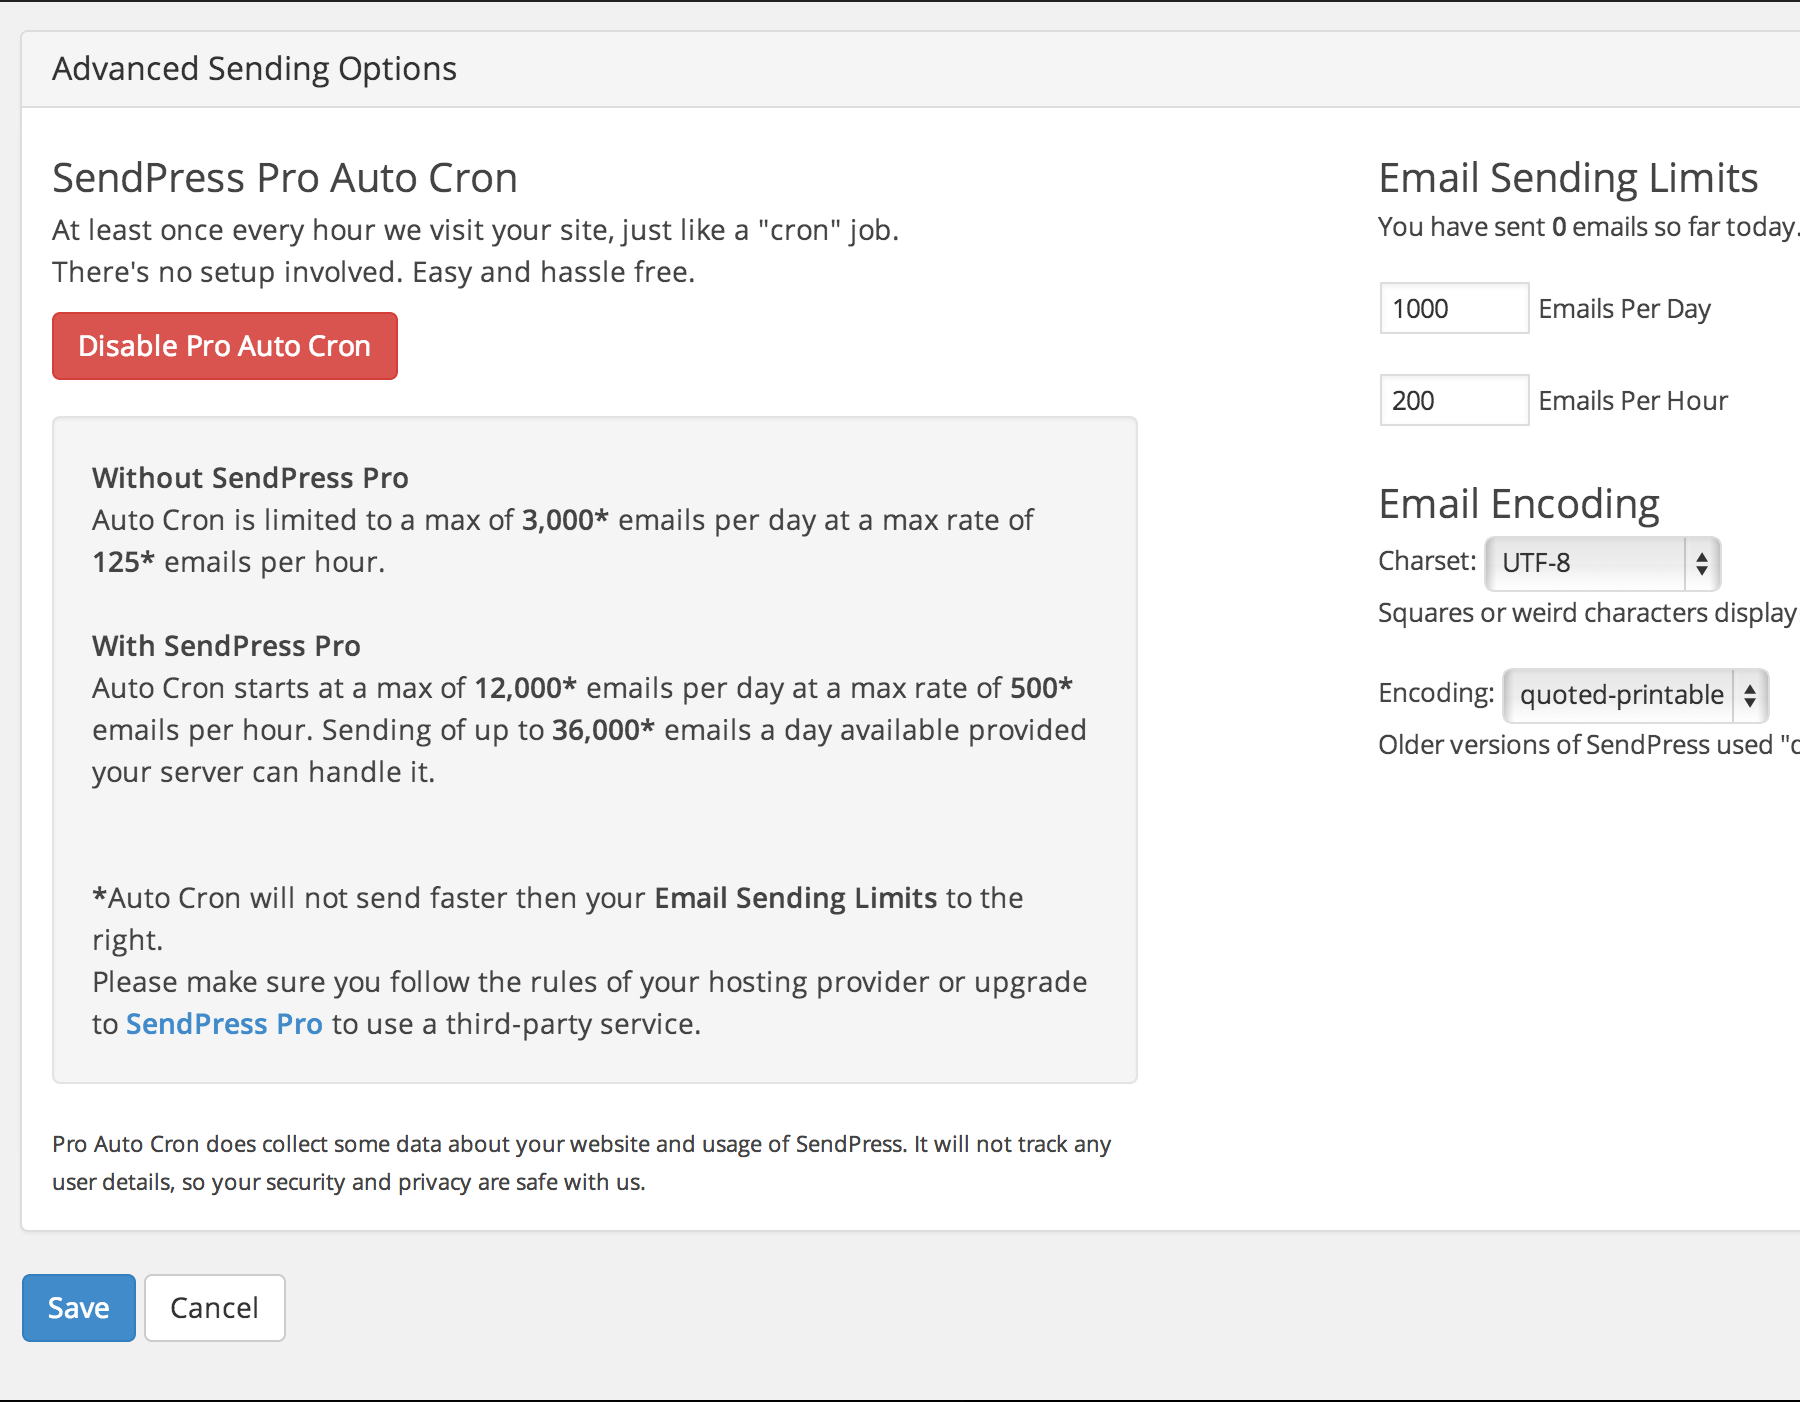 Advanced Sending Options
SendPress Pro Auto Cron
At least once every hour we visit your site, just like a "cron" job.
There's no setup involved. Easy and hassle free.
Disable Pro Auto Cron
Without SendPress Pro
Auto Cron is limited to a max of 3,000* emails per day at a max rate of
125* emails per hour.
With SendPress Pro
Auto Cron starts at a max of 12,000* emails per day at a max rate of 500*
emails per hour. Sending of up to 36,000* emails a day available provided
your server can handle it.
*Auto Cron will not send faster then your Email Sending Limits to the
right.
Please make sure you follow the rules of your hosting provider or upgrade
to SendPress Pro to use a third-party service.
Pro Auto Cron does collect some data about your website and usage of SendPress. It will not track any
user details, so your security and privacy are safe with us.
Email Sending Limits
You have sent 0 emails so far today.
1000 Emails Per Day
200 Emails Per Hour
Email Encoding
Charset: UTF-8
Squares or weird characters display
Encoding: quoted-printable
Older versions of SendPress used
Save Cancel